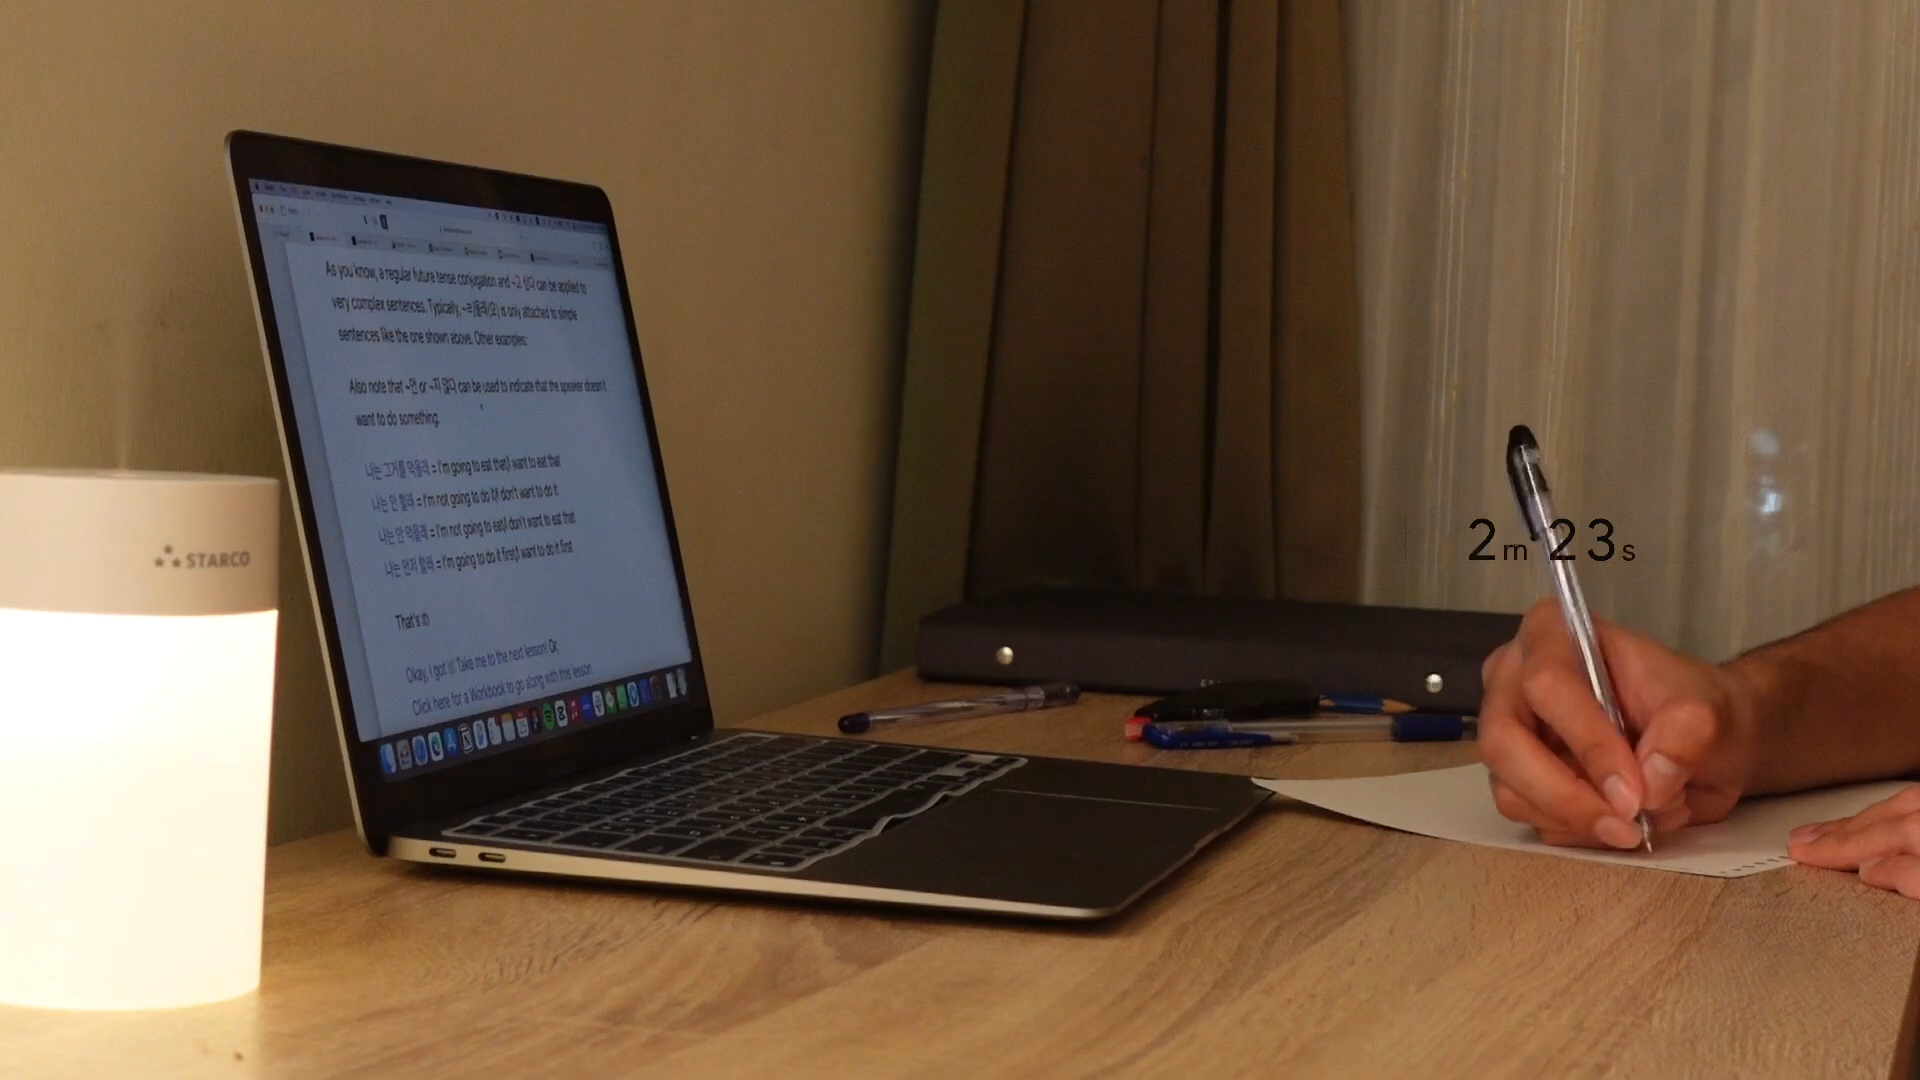 As you know, a regular future tense conjugation and ~고 싶다 can be applied to
very complex sentences. Typically, ~ㄹ/을래(요) is only attached to simple
sentences like the one shown above. Other examples:
Also note that ~안 or ~지 않다 can be used to indicate that the speaker doesn't
want to do something.
나는 그거를 먹을래 = I'm going to eat that/I want to eat that
나는 안 할래 = I'm not going to do it/I don't want to do it
나는 안 먹을래 = I'm not going to eat/I don't want to eat that
나는 먼저 할래 = I'm going to do it first/I want to do it first
That's it!
Okay, I got it! Take me to the next lesson! Or,
Click here for a Workbook to go along with this lesson.
STARCO
2m 23s